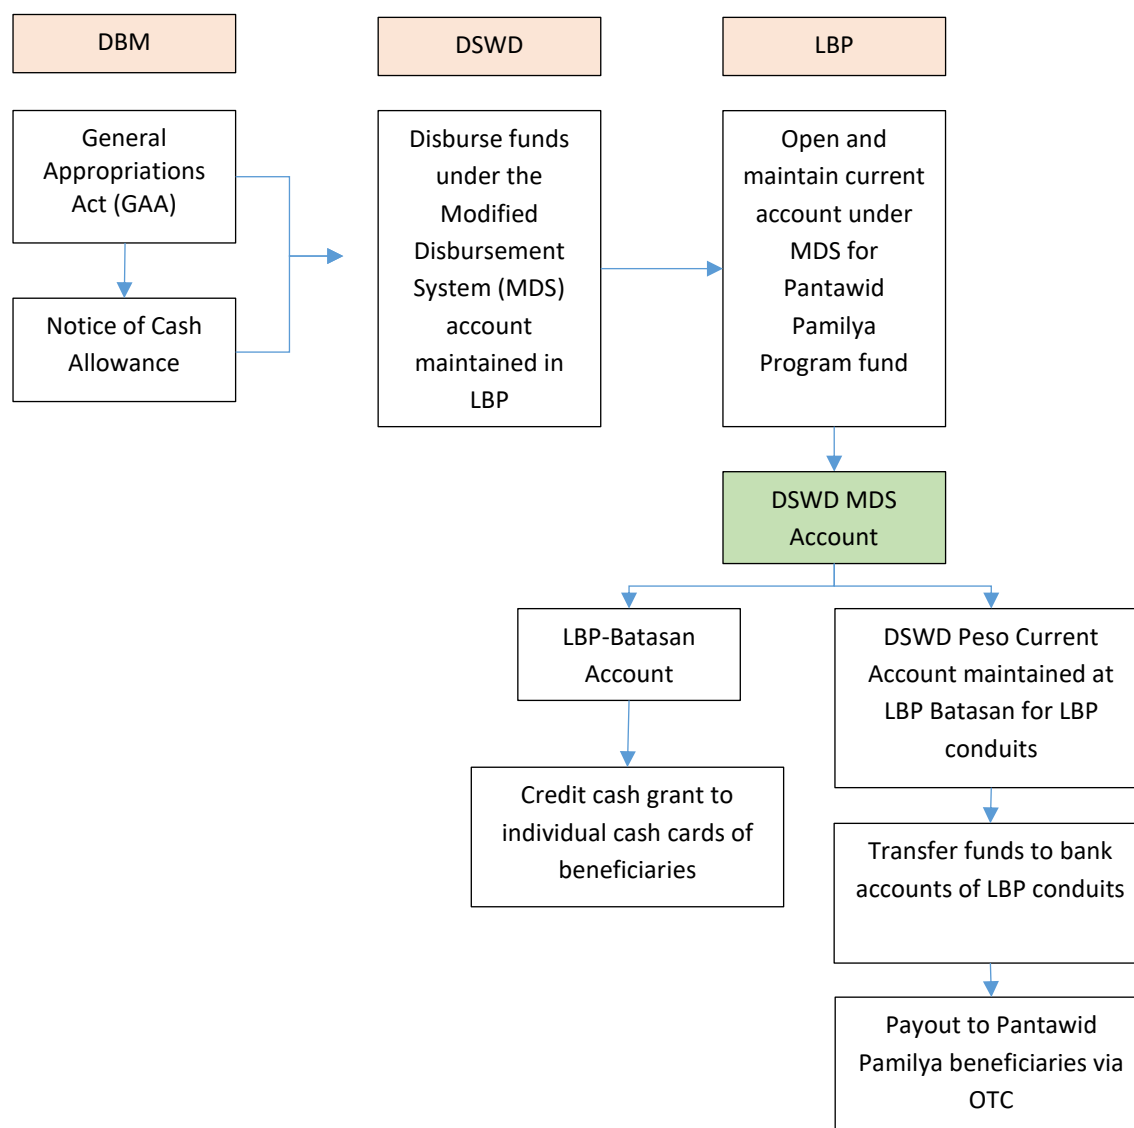 DBM
DSWD
LBP
General
Appropriations
Act (GAA)
Notice of Cash
Allowance
Disburse funds
under the
Modified
Disbursement
System (MDS)
account
maintained in
LBP
Open and
maintain current
account under
MDS for
Pantawid
Pamilya
Program fund
DSWD MDS
Account
LBP-Batasan
Account
Credit cash grant to
individual cash cards of
beneficiaries
DSWD Peso Current
Account maintained at
LBP Batasan for LBP
conduits
Transfer funds to bank
accounts of LBP conduits
Payout to Pantawid
Pamilya beneficiaries via
OTC